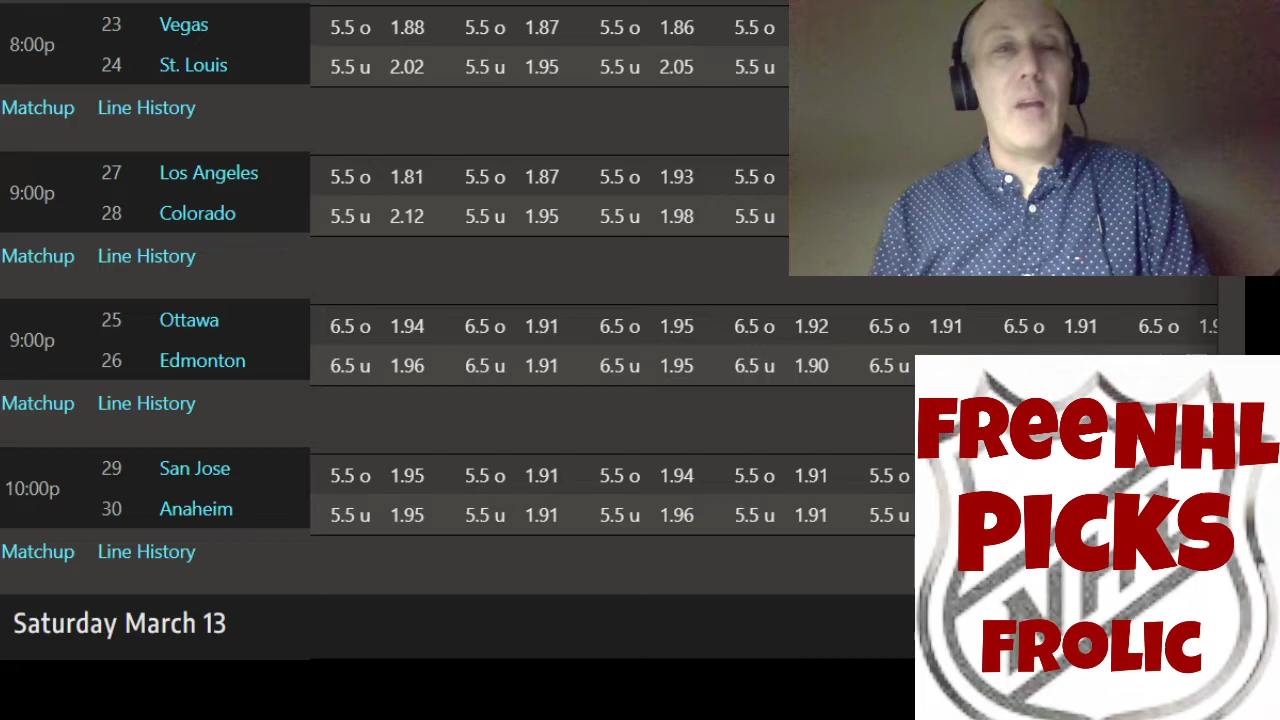 23 Vegas 5.5 o 1.88 5.5 o 1.87 5.5 o 1.86 5.5 o
8:00p
24 St. Louis 5.5 u 2.02 5.5 u 1.95 5.5 u 2.05 5.5 u
Matchup Line History
27 Los Angeles 5.5 o 1.81 5.5 o 1.87 5.5 o 1.93 5.5 o
9:00p
28 Colorado 5.5 u 2.12 5.5 u 1.95 5.5 u 1.98 5.5 u
Matchup Line History
25 Ottawa 6.5 o 1.94 6.5 o 1.91 6.5 o 1.95 6.5 o 1.92 6.5 o 1.91 6.5 o 1.91 6.5 o
9:00p
26 Edmonton 6.5 u 1.96 6.5 u 1.91 6.5 u 1.95 6.5 u 1.90 6.5 u
Matchup Line History
29 San Jose 5.5 o 1.95 5.5 o 1.91 5.5 o 1.94 5.5 o 1.91 5.5 o
10:00p
30 Anaheim 5.5 u 1.95 5.5 u 1.91 5.5 u 1.96 5.5 u 1.91 5.5 u
Matchup Line History
Saturday March 13
FReeNHL
PICKS
NHL
FROLIC